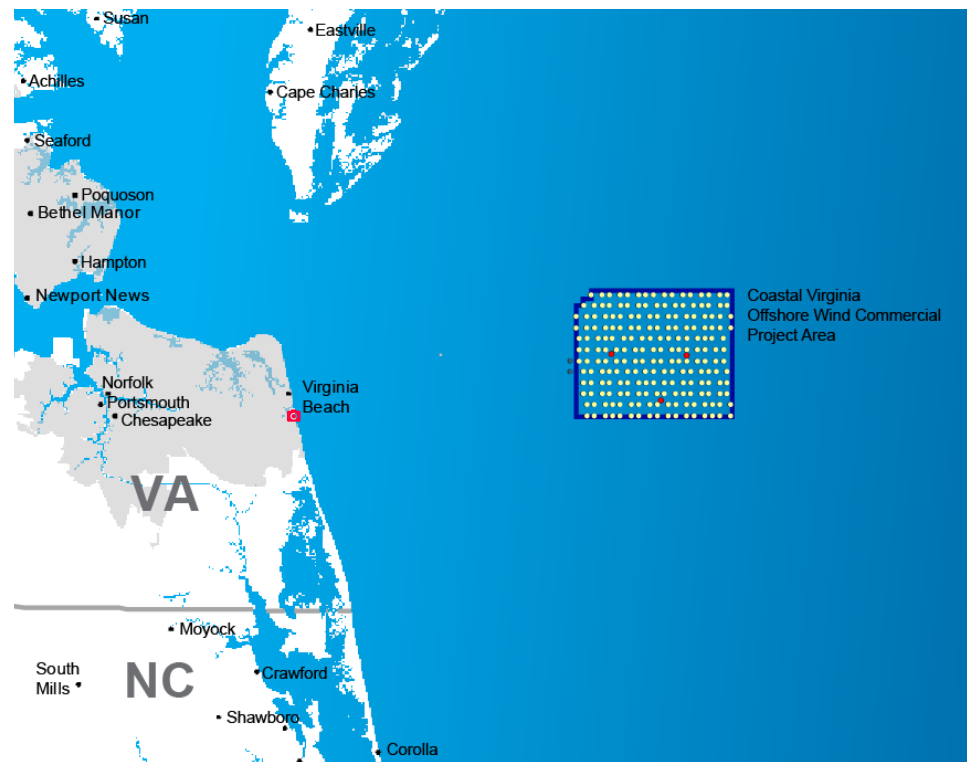 Susan
Eastville
Achilles
Cape Charles
Seaford
Poquoson
Bethel Manor
Hampton
Newport News
Coastal Virginia
Offshore Wind Commercial
Project Area
Norfolk
Portsmouth
Chesapeake
Virginia
Beach
VA
Moyock
South
Mills
NC
Crawford
Shawboro
Corolla